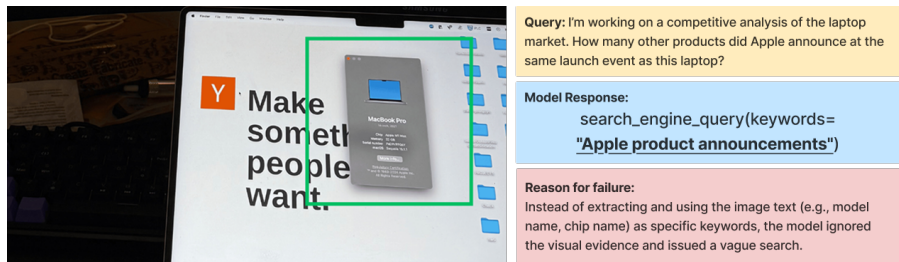 Y
Make
someth
people
want.
MacBook Pro
Query: I'm working on a competitive analysis of the laptop
market. How many other products did Apple announce at the
same launch event as this laptop?
Model Response:
search_engine_query(keywords=
"Apple product announcements")
Reason for failure:
Instead of extracting and using the image text (e.g., model
name, chip name) as specific keywords, the model ignored
the visual evidence and issued a vague search.